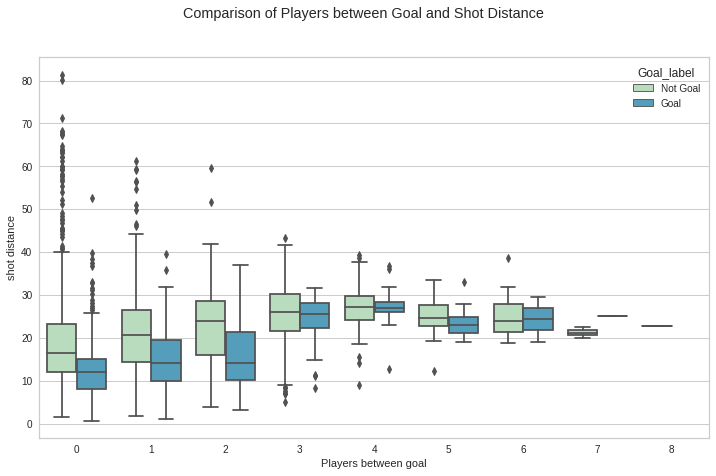 Comparison of Players between Goal and Shot Distance
Goal_label
Not Goal
Goal
80
70
60
50
40
30
20
10
0
shot distance
0 1 2 3 4 5 6 7 8
Players between goal